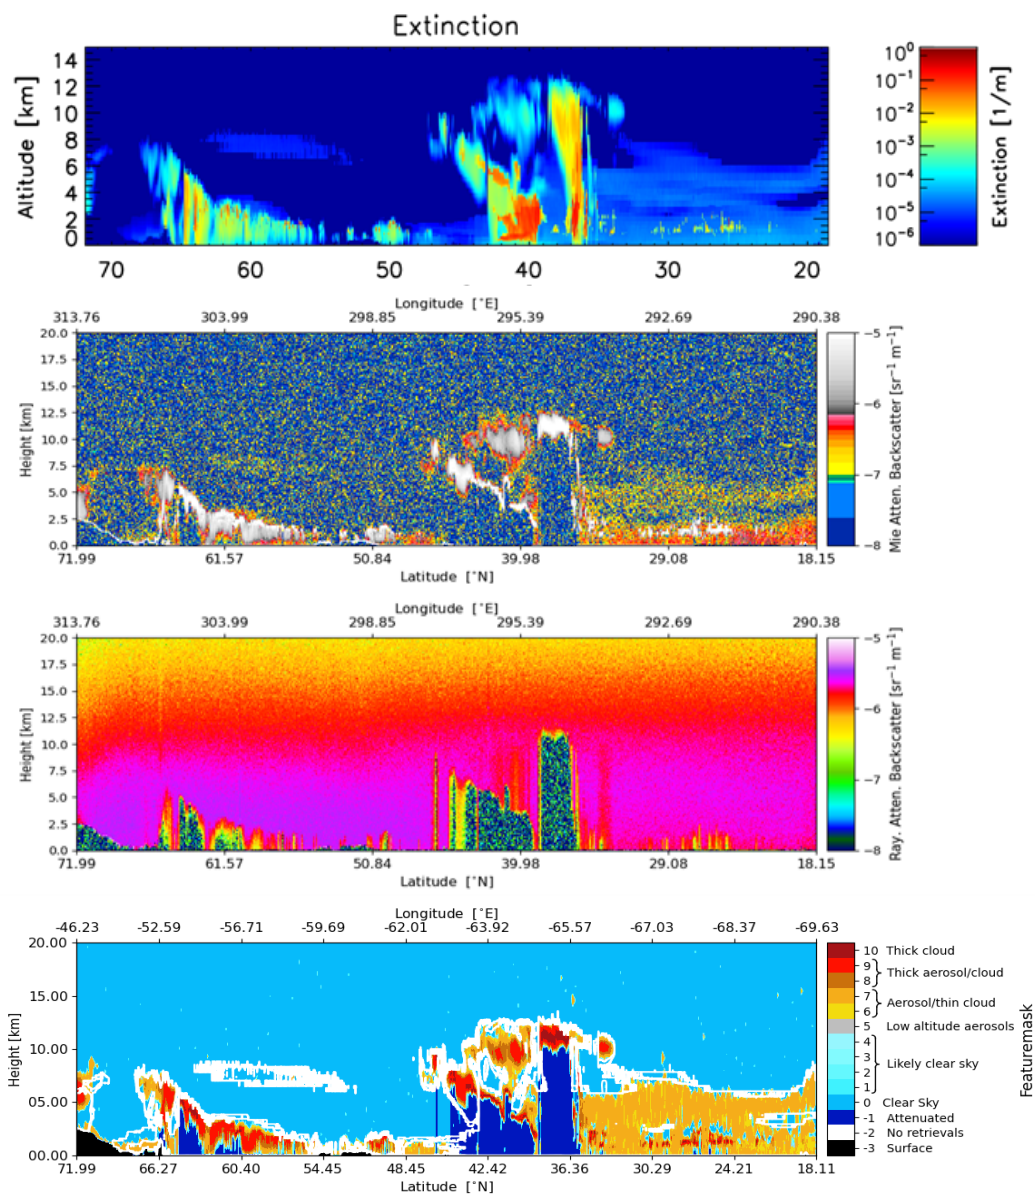 Extinction
Altitude [km]
14
12
10
8
6
4
2
0
70 60 50 40 30 20
10⁰
10⁻¹
10⁻²
10⁻³
10⁻⁴
10⁻⁵
10⁻⁶
Extinction [1/m]
Longitude [˚E]
313.76 303.99 298.85 295.39 292.69 290.38
Height [km]
20.0
17.5
15.0
12.5
10.0
7.5
5.0
2.5
0.0
71.99 61.57 50.84 39.98 29.08 18.15
Latitude [˚N]
−5
−6
−7
−8
Mie Atten. Backscatter [sr⁻¹ m⁻¹]
Longitude [˚E]
313.76 303.99 298.85 295.39 292.69 290.38
Height [km]
20.0
17.5
15.0
12.5
10.0
7.5
5.0
2.5
0.0
71.99 61.57 50.84 39.98 29.08 18.15
Latitude [˚N]
−5
−6
−7
−8
Ray. Atten. Backscatter [sr⁻¹ m⁻¹]
Longitude [˚E]
-46.23 -52.59 -56.71 -59.69 -62.01 -63.92 -65.57 -67.03 -68.37 -69.63
Height [km]
20.00
15.00
10.00
05.00
00.00
71.99 66.27 60.40 54.45 48.45 42.42 36.36 30.29 24.21 18.11
Latitude [˚N]
10 Thick cloud
9
Thick aerosol/cloud
8
7
Aerosol/thin cloud
6
5 Low altitude aerosols
4
3
Likely clear sky
2
1
0 Clear Sky
-1 Attenuated
-2 No retrievals
-3 Surface
Featuremask